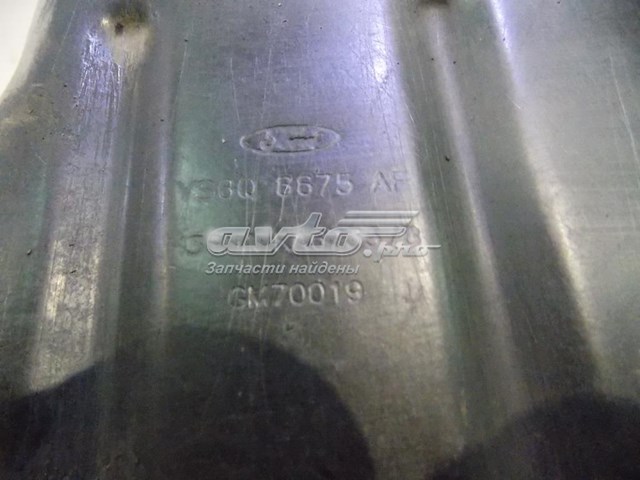 YS6Q 6675 AF
avto.pro
Запчасти найдены
CM70019